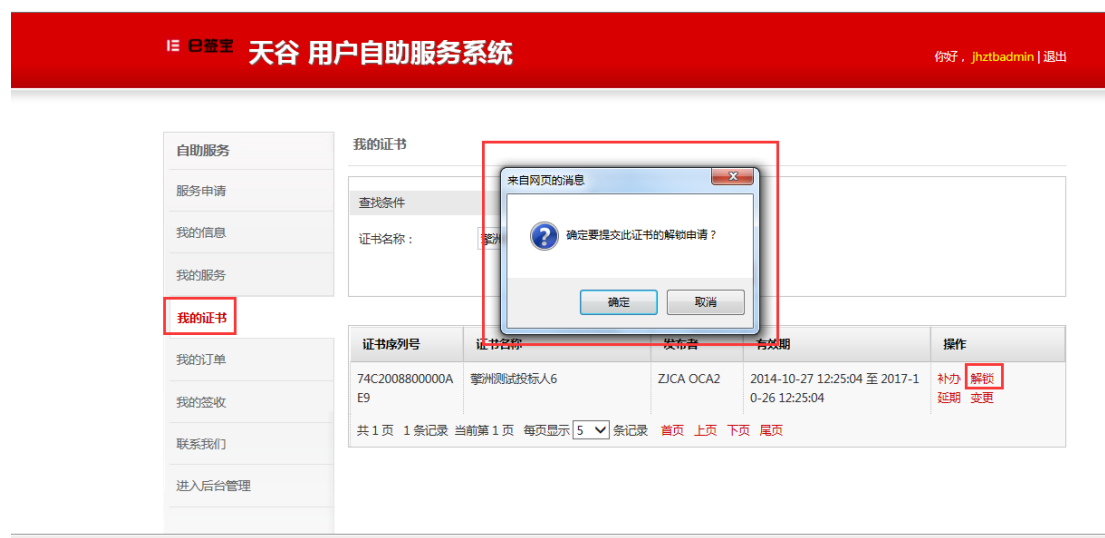 E 已签宝 天谷 用户自助服务系统
你好， jhztbadmin | 退出
自助服务
服务申请
我的信息
我的服务
我的证书
我的订单
我的签收
联系我们
进入后台管理
我的证书
查找条件
证书名称：
擎洲
来自网页的消息
X
确定要提交此证书的解锁申请？
确定
取消
证书序列号 证书名称 发布者 有效期 操作
74C2008800000A 擎洲测试投标人6 ZJCA OCA2 2014-10-27 12:25:04 至 2017-1 补办 解锁
E9 0-26 12:25:04 延期 变更
共 1 页 1 条记录 当前第 1 页 每页显示 5 条记录 首页 上页 下页 尾页